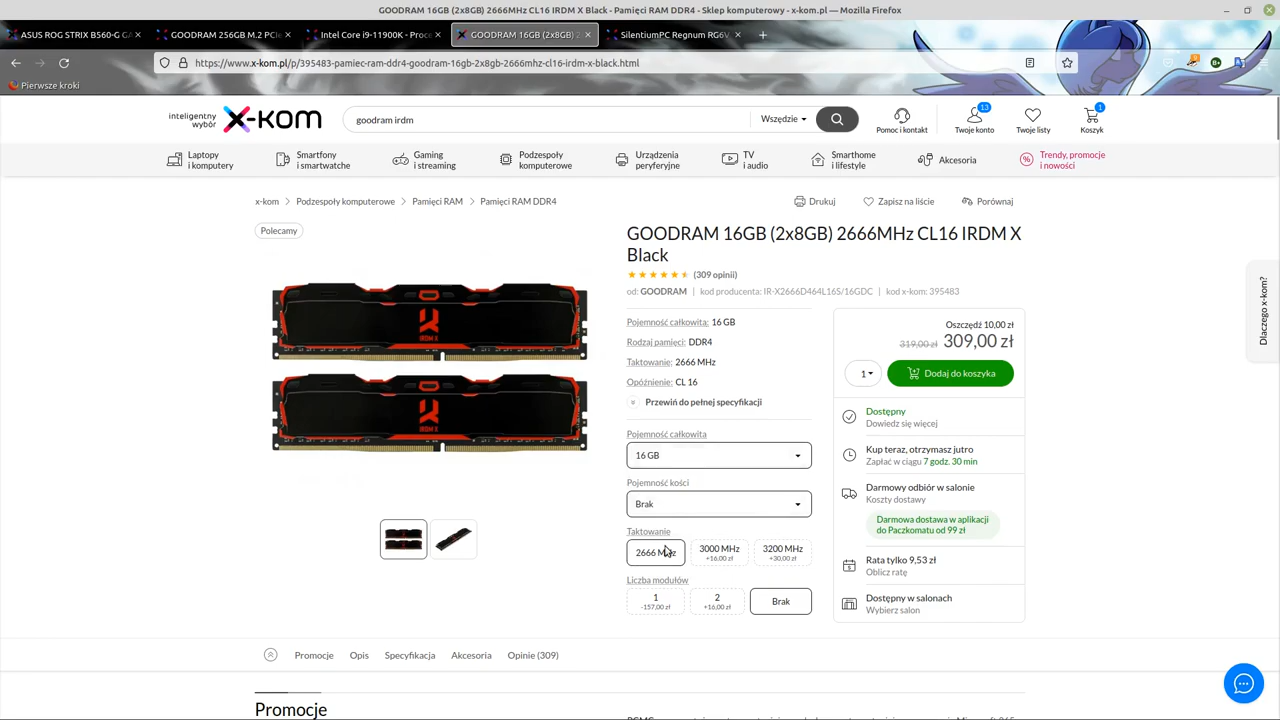 GOODRAM 16GB (2x8GB) 2666MHz CL16 IRDM X Black - Pamięci RAM DDR4 - Sklep komputerowy - x-kom.pl — Mozilla Firefox
ASUS ROG STRIX B560-G GA
GOODRAM 256GB M.2 PCIe
Intel Core i9-11900K - Proce
GOODRAM 16GB (2x8GB) 2
SilentiumPC Regnum RG6V
https://www.x-kom.pl/p/395483-pamiec-ram-ddr4-goodram-16gb-2x8gb-2666mhz-cl16-irdm-x-black.html
Pierwsze kroki
inteligentny
wybór
x-kom
goodram irdm
Wszędzie
Pomoc i kontakt
13
Twoje konto
Twoje listy
1
Koszyk
Laptopy
i komputery
Smartfony
i smartwatche
Gaming
i streaming
Podzespoły
komputerowe
Urządzenia
peryferyjne
TV
i audio
Smarthome
i lifestyle
Akcesoria
Trendy, promocje
i nowości
x-kom
Podzespoły komputerowe
Pamięci RAM
Pamięci RAM DDR4
Drukuj
Zapisz na liście
Porównaj
Polecamy
GOODRAM 16GB (2x8GB) 2666MHz CL16 IRDM X
Black
(309 opinii)
od: GOODRAM | kod producenta: IR-X2666D464L16S/16GDC | kod x-kom: 395483
Pojemność całkowita: 16 GB
Rodzaj pamięci: DDR4
Taktowanie: 2666 MHz
Opóźnienie: CL 16
Przewiń do pełnej specyfikacji
Pojemność całkowita
16 GB
Pojemność kości
Brak
Taktowanie
2666 MHz
3000 MHz
+16,00 zł
3200 MHz
+30,00 zł
Liczba modułów
1
-157,00 zł
2
+16,00 zł
Brak
Oszczędź 10,00 zł
319,00 zł 309,00 zł
1
Dodaj do koszyka
Dostępny
Dowiedz się więcej
Kup teraz, otrzymasz jutro
Zapłać w ciągu 7 godz. 30 min
Darmowy odbiór w salonie
Koszty dostawy
Darmowa dostawa w aplikacji
do Paczkomatu od 99 zł
Rata tylko 9,53 zł
Oblicz ratę
Dostępny w salonach
Wybierz salon
Dlaczego x-kom?
IRDM X
IRDM X
Promocje
Opis
Specyfikacja
Akcesoria
Opinie (309)
Promocje